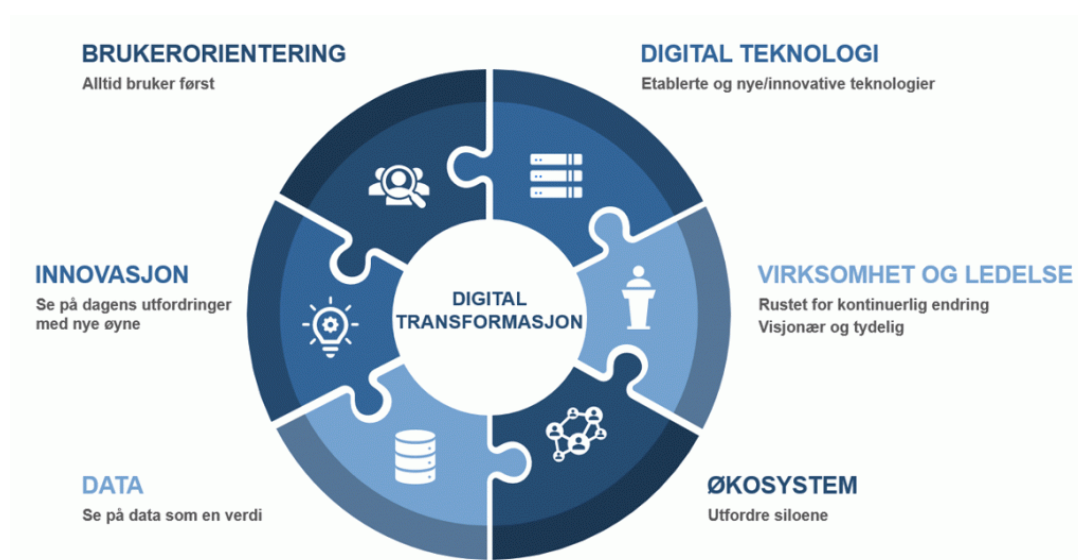 BRUKERORIENTERING
Alltid bruker først
DIGITAL TEKNOLOGI
Etablerte og nye/innovative teknologier
INNOVASJON
Se på dagens utfordringer
med nye øyne
DIGITAL
TRANSFORMASJON
VIRKSOMHET OG LEDELSE
Rustet for kontinuerlig endring
Visjonær og tydelig
DATA
Se på data som en verdi
ØKOSYSTEM
Utfordre siloene